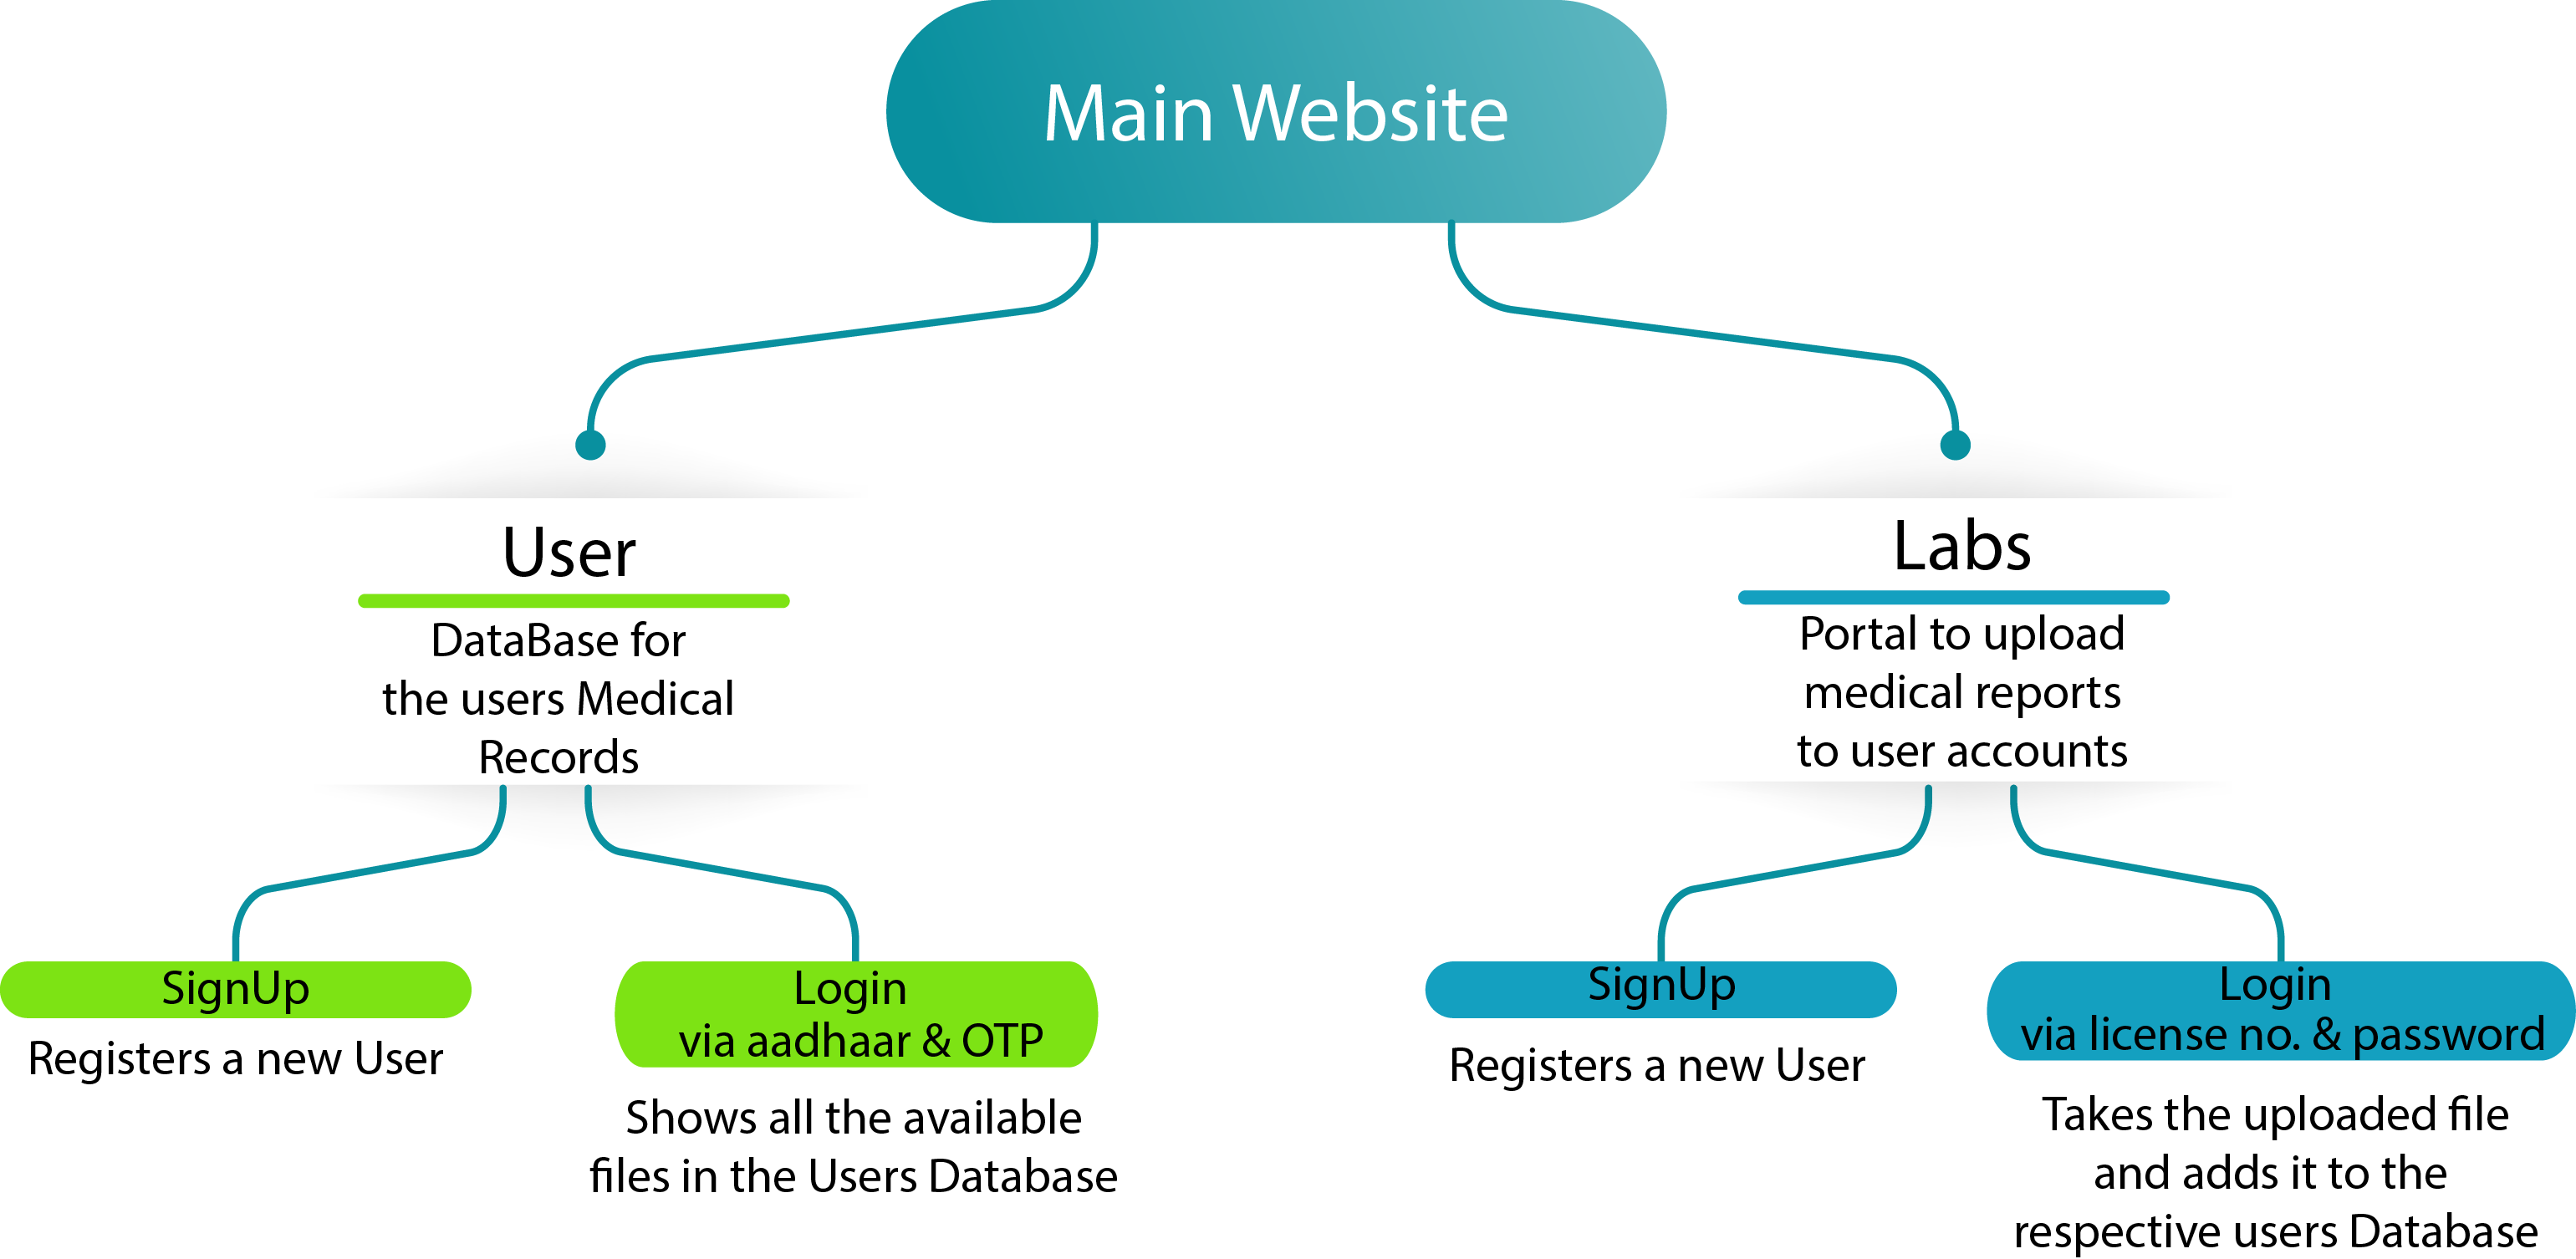 Main Website
User
DataBase for
the users Medical
Records
Labs
Portal to upload
medical reports
to user accounts
SignUp
Registers a new User
Login
via aadhaar & OTP
Shows all the available
files in the Users Database
SignUp
Registers a new User
Login
via license no. & password
Takes the uploaded file
and adds it to the
respective users Database